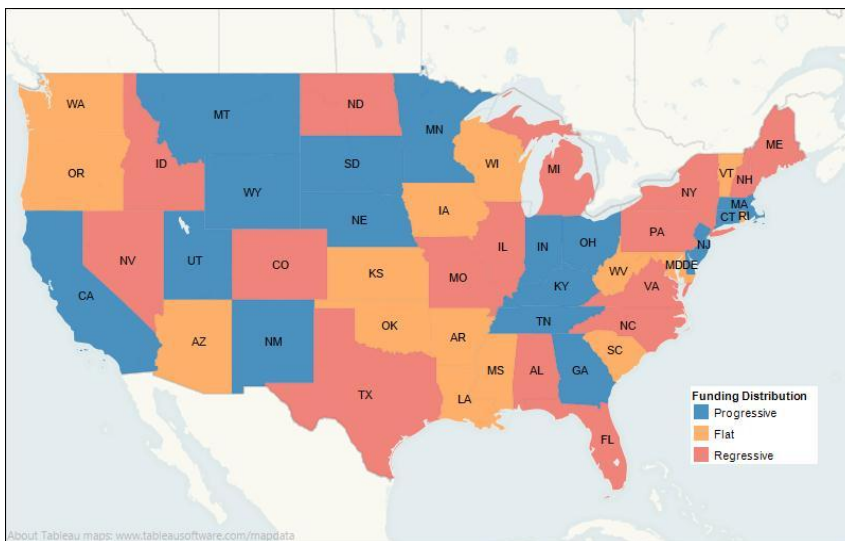 WA
MT
ND
MN
ME
OR
ID
SD
WI
MI
VT
NH
NY
WY
MA
CT RI
IA
NE
PA
NJ
NV
UT
CO
IL
IN
OH
MD DE
WV
VA
CA
KS
MO
KY
NC
TN
AZ
NM
OK
AR
SC
MS
AL
GA
TX
LA
FL
Funding Distribution
Progressive
Flat
Regressive
About Tableau maps: www.tableausoftware.com/mapdata